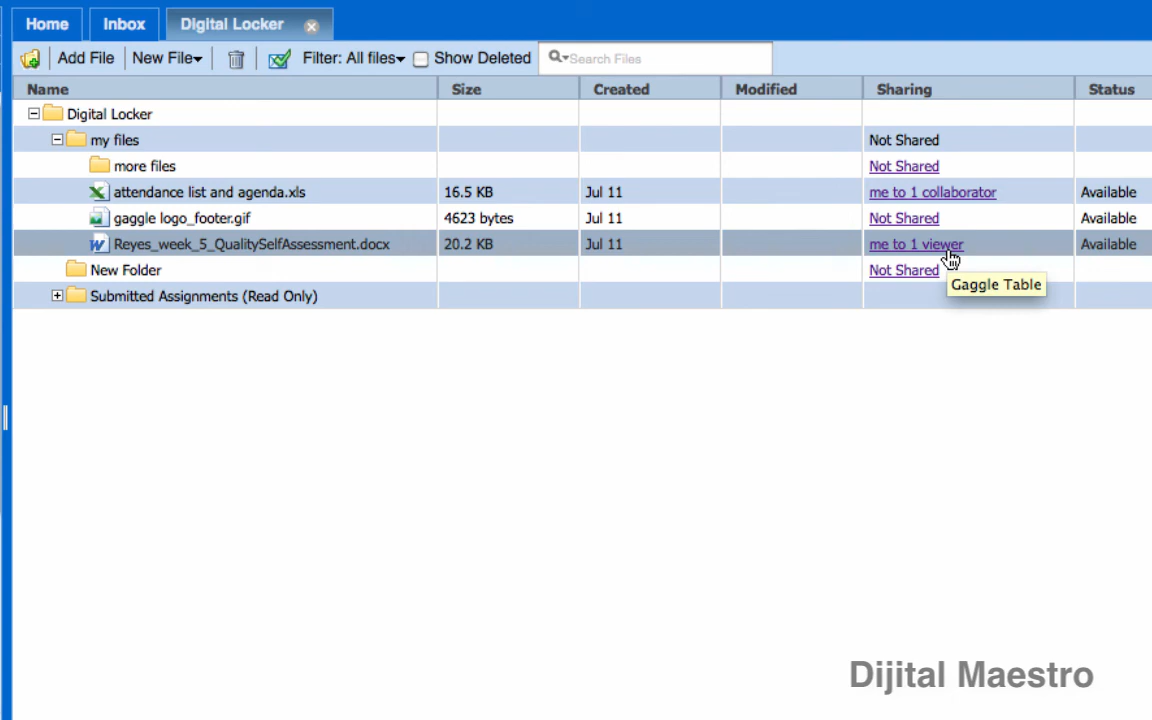 Home Inbox Digital Locker
Add File New File Filter: All files Show Deleted Search Files
Name Size Created Modified Sharing Status
Digital Locker
my files Not Shared
more files Not Shared
attendance list and agenda.xls 16.5 KB Jul 11 me to 1 collaborator Available
gaggle logo_footer.gif 4623 bytes Jul 11 Not Shared Available
Reyes_week_5_QualitySelfAssessment.docx 20.2 KB Jul 11 me to 1 viewer Available
New Folder Not Shared
Gaggle Table
Submitted Assignments (Read Only)
Dijital Maestro